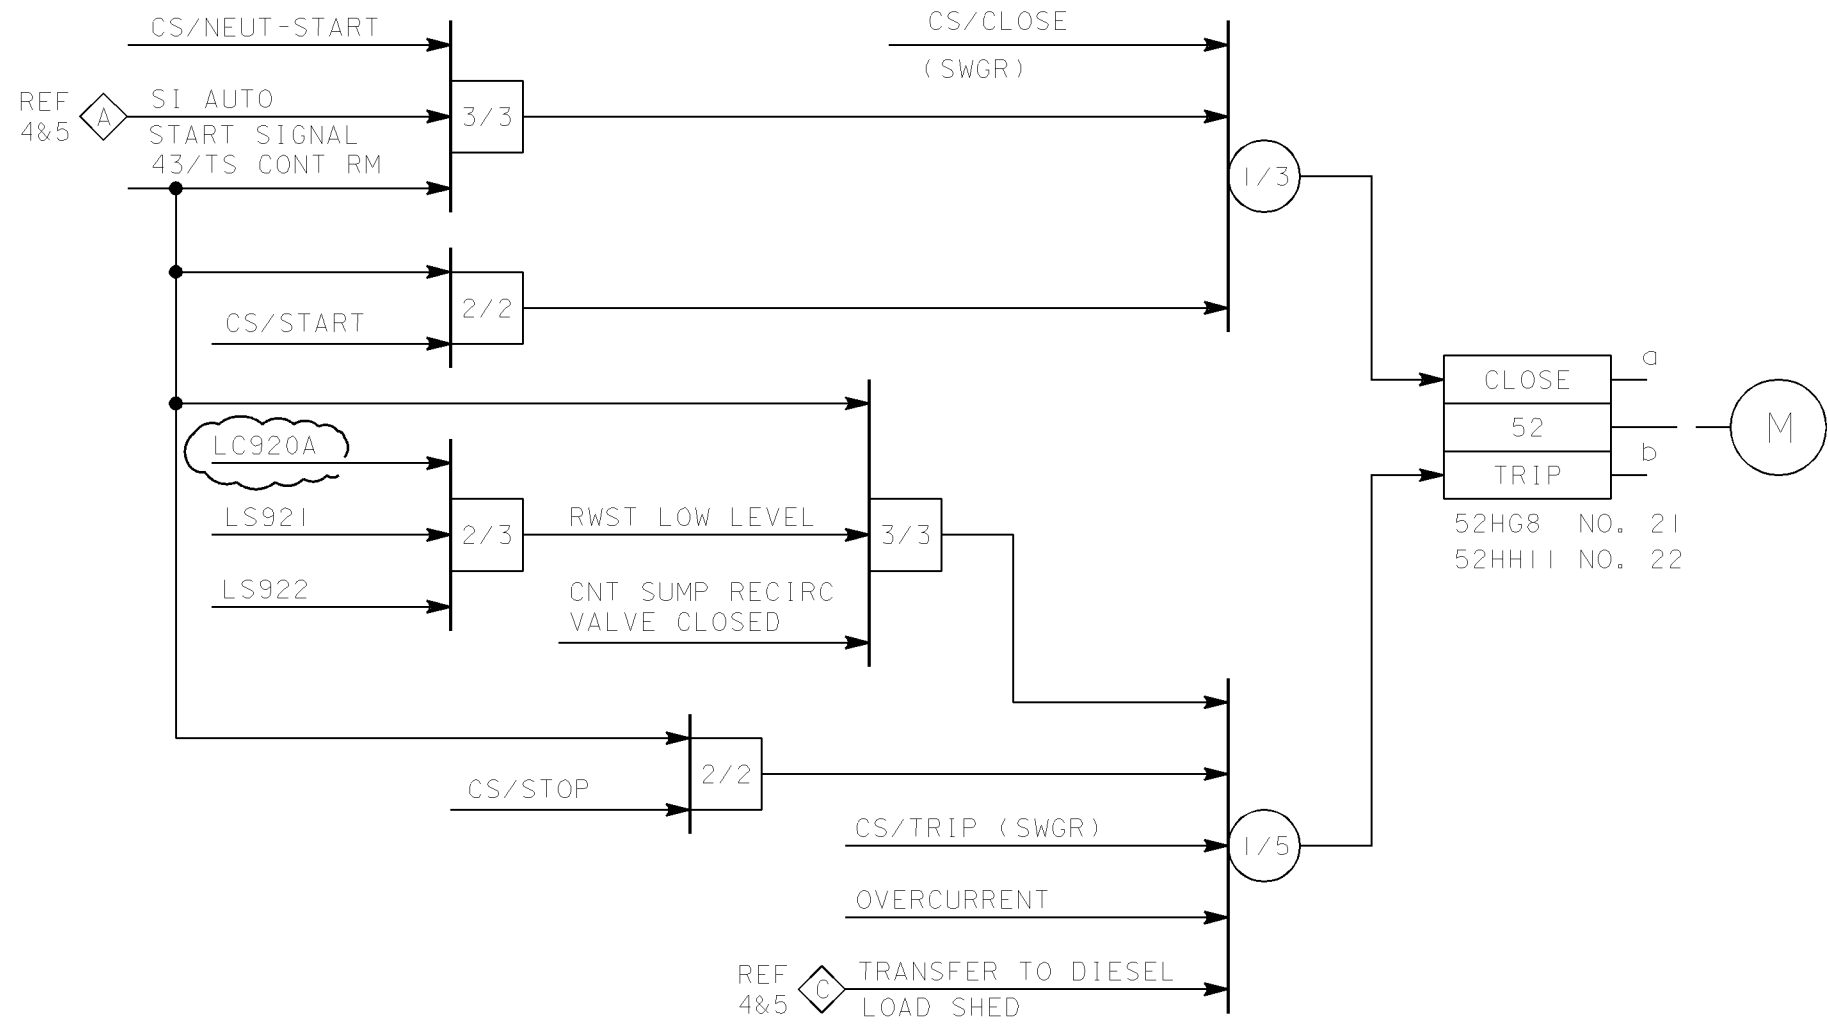 CS/NEUT-START
CS/CLOSE
(SWGR)
REF
4&5
A
SI AUTO
START SIGNAL
43/TS CONT RM
3/3
1/3
2/2
CS/START
CLOSE
52
TRIP
a
b
M
52HG8 NO. 21
52HH11 NO. 22
LC920A
LS921
LS922
2/3
RWST LOW LEVEL
3/3
CNT SUMP RECIRC
VALVE CLOSED
2/2
CS/STOP
CS/TRIP (SWGR)
1/5
OVERCURRENT
REF
4&5
C
TRANSFER TO DIESEL
LOAD SHED